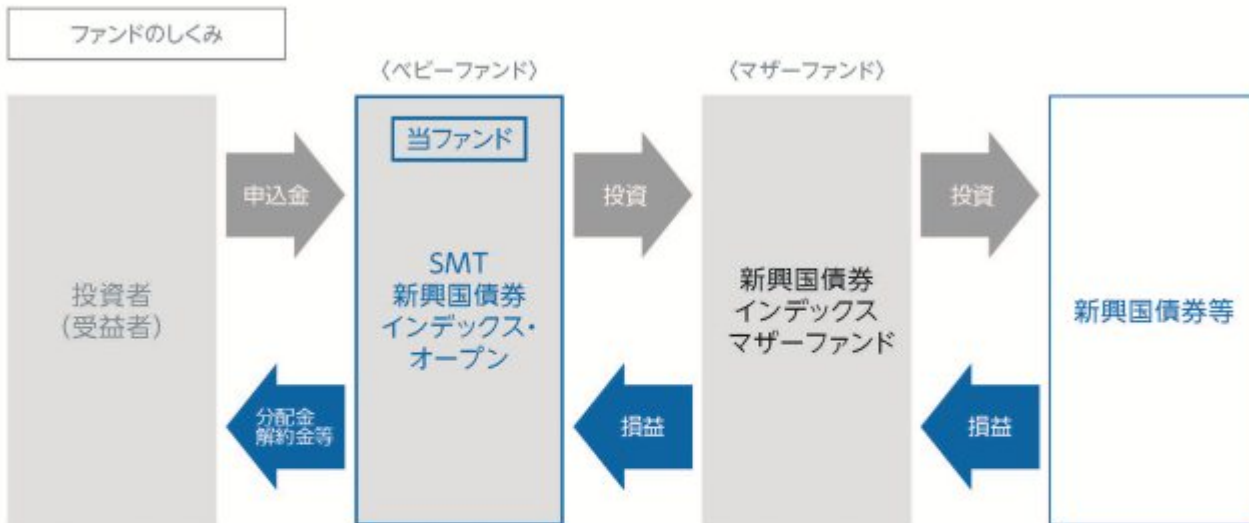 ファンドのしくみ
〈ベビーファンド〉
〈マザーファンド〉
当ファンド
申込金
投資
投資
投資者
(受益者)
SMT
新興国債券
インデックス・
オープン
新興国債券
インデックス
マザーファンド
新興国債券等
分配金
解約金等
損益
損益